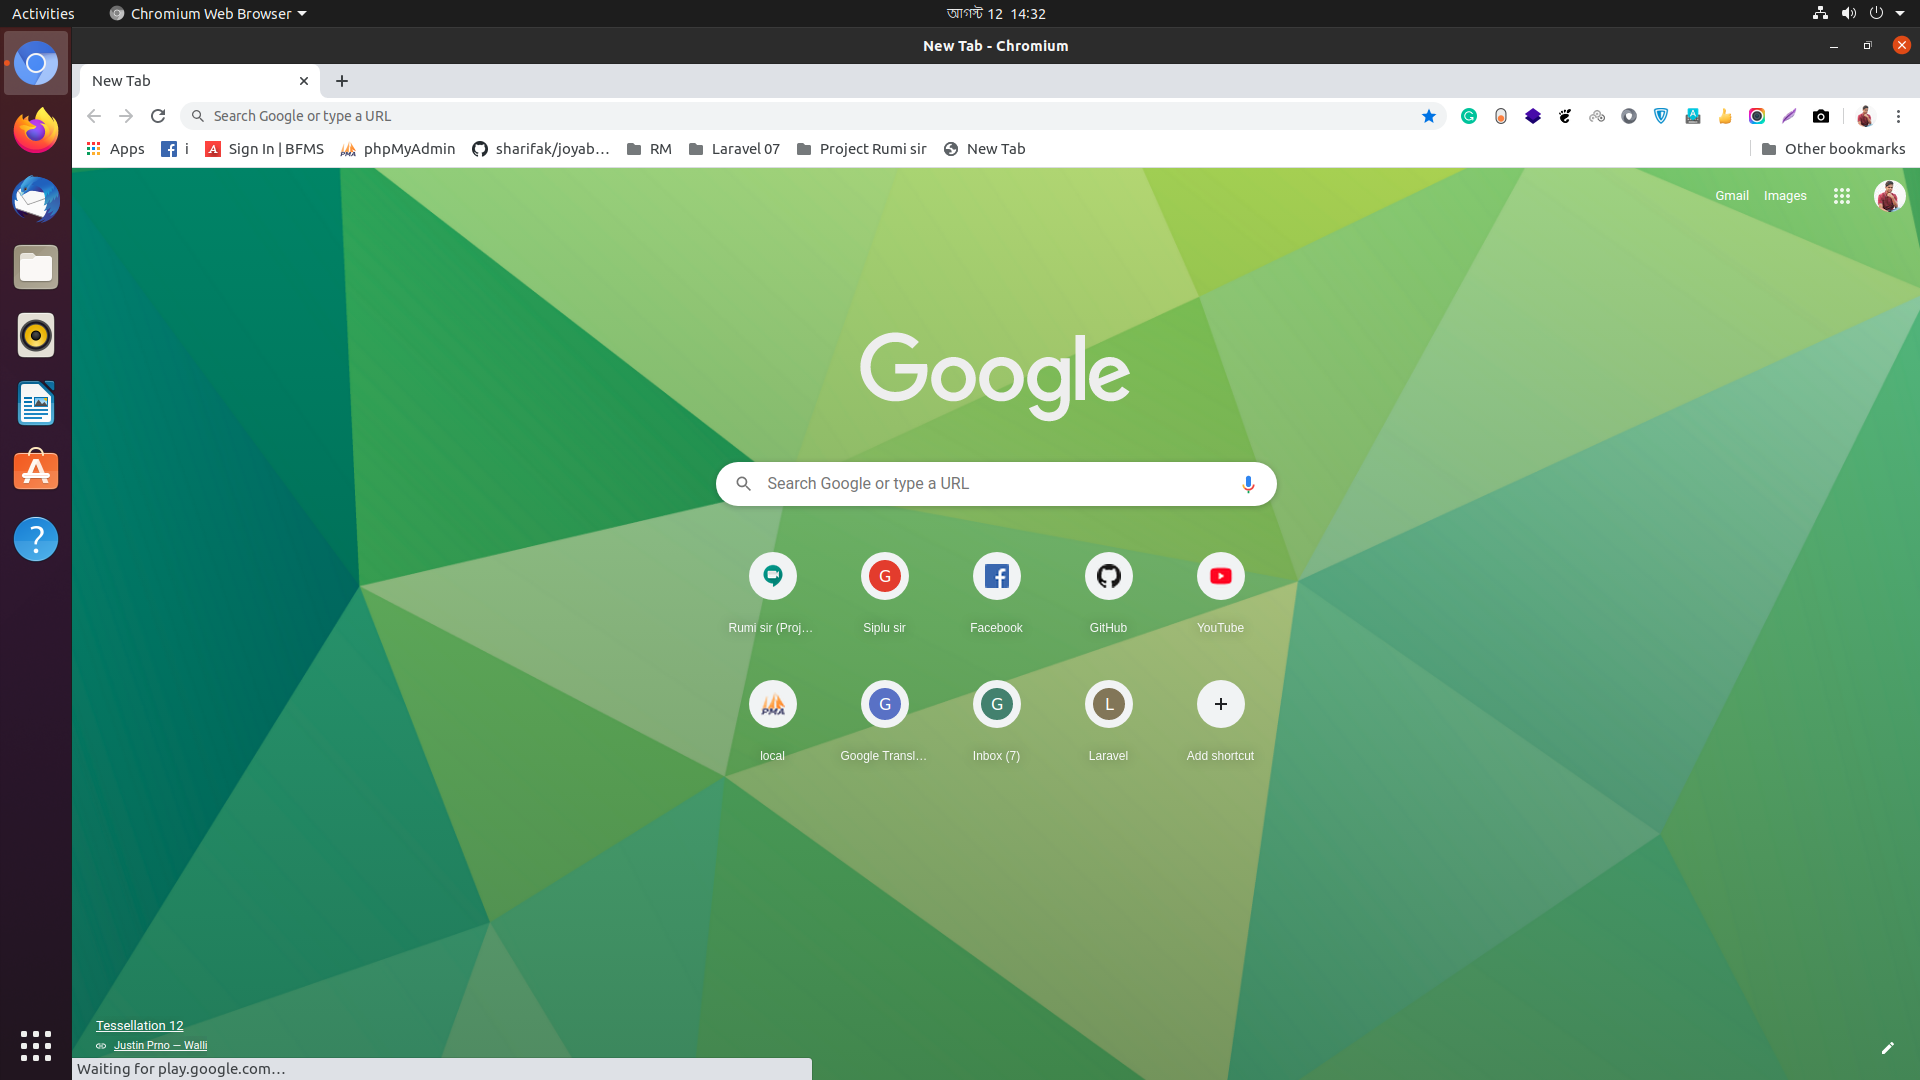 Activities
Chromium Web Browser
আগস্ট 12 14:32
New Tab - Chromium
New Tab
Search Google or type a URL
Apps
i
Sign In | BFMS
phpMyAdmin
sharifak/joyab…
RM
Laravel 07
Project Rumi sir
New Tab
Other bookmarks
Gmail
Images
Google
Search Google or type a URL
G
Rumi sir (Proj…
Siplu sir
Facebook
GitHub
YouTube
PMA
G
G
L
local
Google Transl…
Inbox (7)
Laravel
Add shortcut
Tessellation 12
Justin Prno — Walli
Waiting for play.google.com…